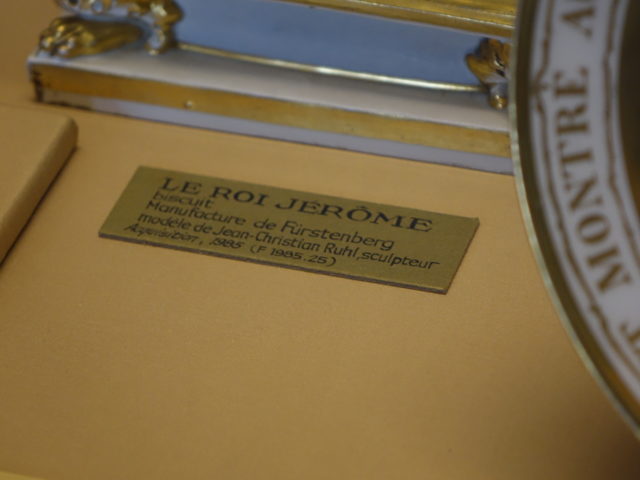 LE ROI JÉRÔME
biscuit
Manufacture de Fürstenberg
modèle de Jean-Christian Ruhl, sculpteur
Acquisition, 1985 (F 1985.25)
MONTRE